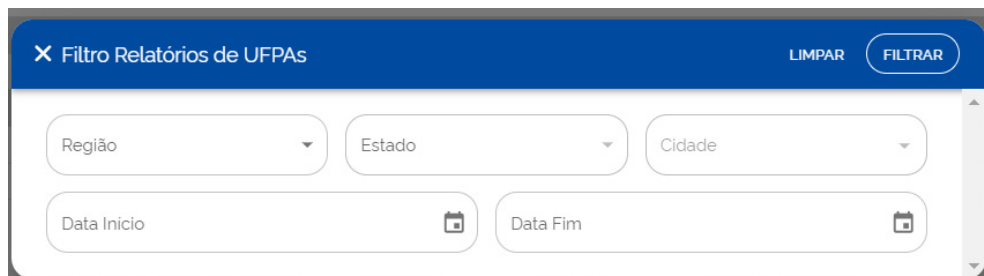 Filtro Relatórios de UFPAs LIMPAR FILTRAR
Região Estado Cidade
Data Início Data Fim